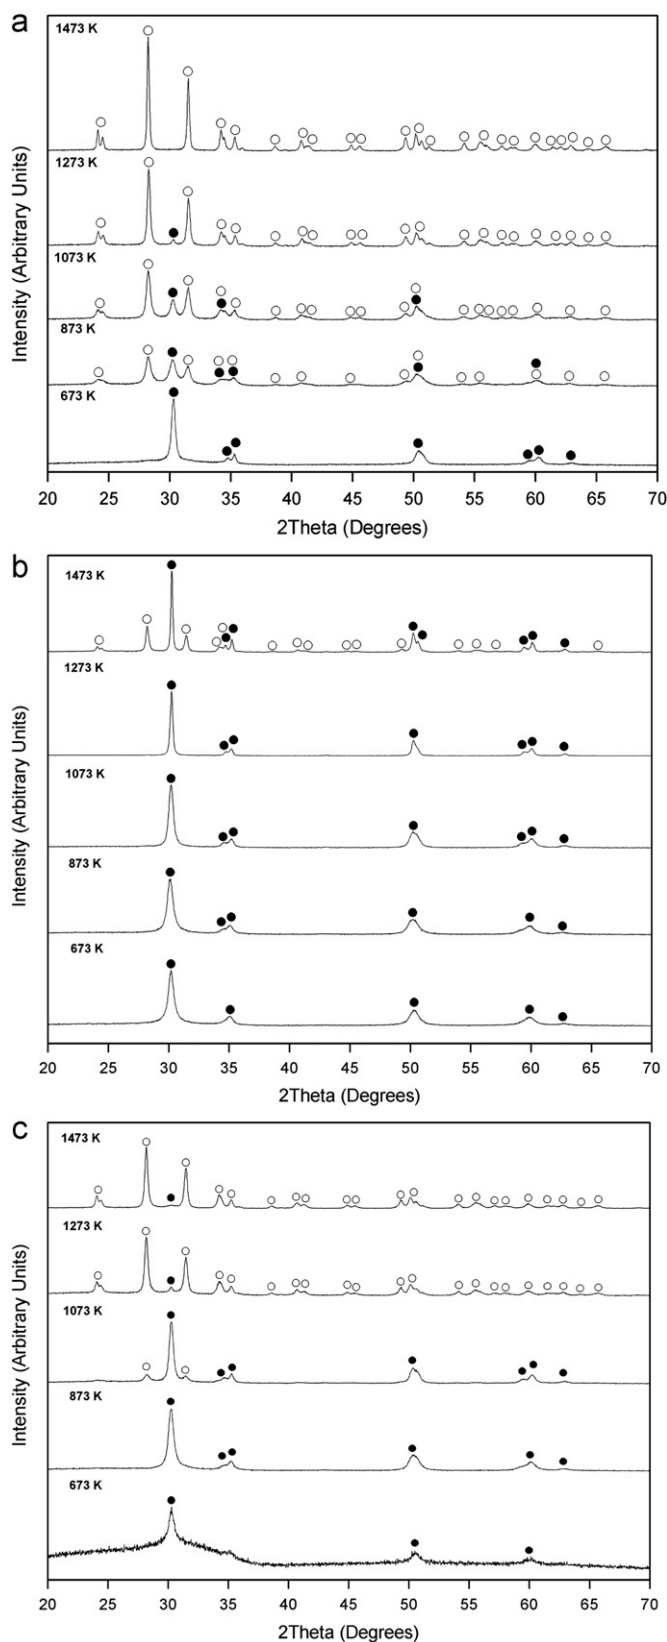 a
1473 K
1273 K
1073 K
873 K
673 K
Intensity (Arbitrary Units)
20 25 30 35 40 45 50 55 60 65 70
2Theta (Degrees)
b
1473 K
1273 K
1073 K
873 K
673 K
Intensity (Arbitrary Units)
20 25 30 35 40 45 50 55 60 65 70
2Theta (Degrees)
c
1473 K
1273 K
1073 K
873 K
673 K
Intensity (Arbitrary Units)
20 25 30 35 40 45 50 55 60 65 70
2Theta (Degrees)